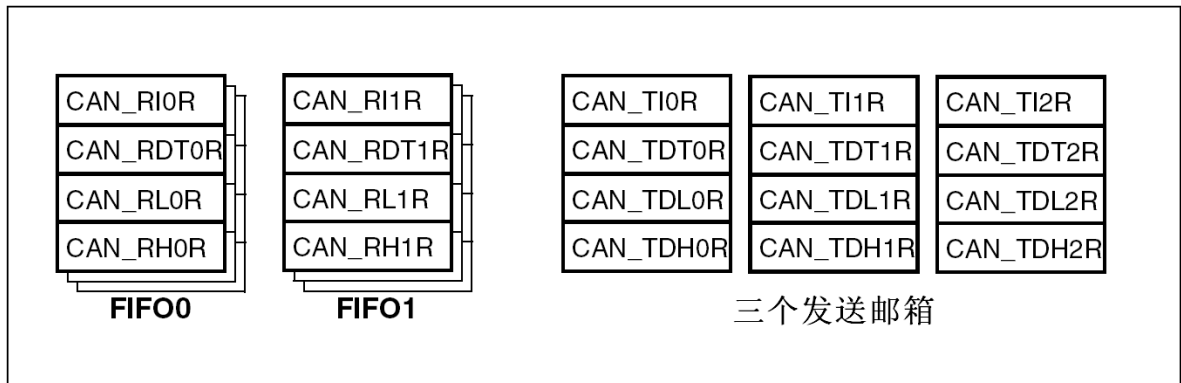 CAN_RI0R CAN_RI1R CAN_TI0R CAN_TI1R CAN_TI2R
CAN_RDT0R CAN_RDT1R CAN_TDT0R CAN_TDT1R CAN_TDT2R
CAN_RL0R CAN_RL1R CAN_TDL0R CAN_TDL1R CAN_TDL2R
CAN_RH0R CAN_RH1R CAN_TDH0R CAN_TDH1R CAN_TDH2R
FIFO0 FIFO1 三个发送邮箱